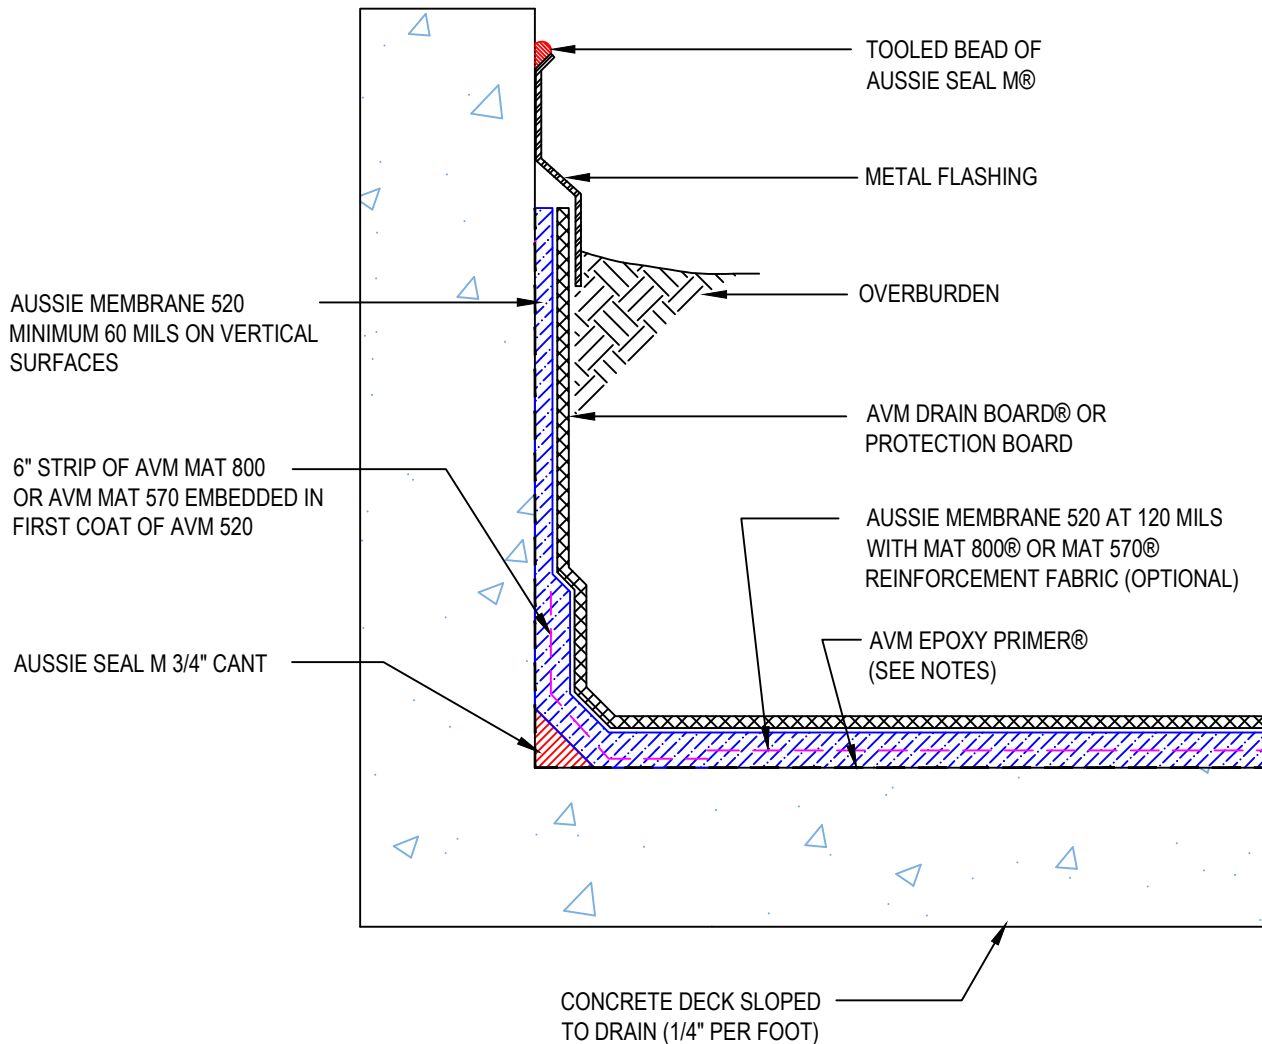 TOOLED BEAD OF
AUSSIE SEAL M®
METAL FLASHING
OVERBURDEN
AUSSIE MEMBRANE 520
MINIMUM 60 MILS ON VERTICAL
SURFACES
AVM DRAIN BOARD® OR
PROTECTION BOARD
6" STRIP OF AVM MAT 800
OR AVM MAT 570 EMBEDDED IN
FIRST COAT OF AVM 520
AUSSIE MEMBRANE 520 AT 120 MILS
WITH MAT 800® OR MAT 570®
REINFORCEMENT FABRIC (OPTIONAL)
AVM EPOXY PRIMER®
(SEE NOTES)
AUSSIE SEAL M 3/4" CANT
CONCRETE DECK SLOPED
TO DRAIN (1/4" PER FOOT)